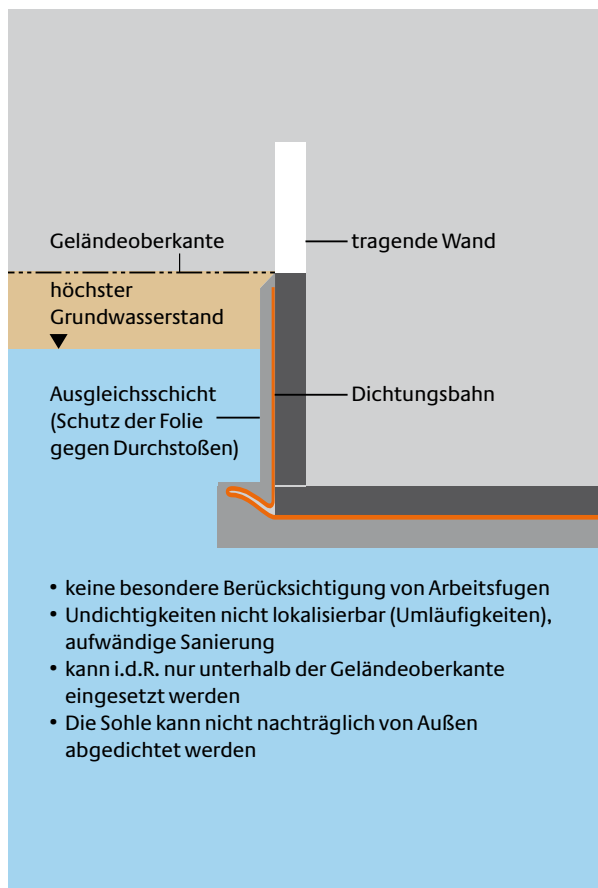 Geländeoberkante
tragende Wand
höchster
Grundwasserstand
Ausgleichsschicht
(Schutz der Folie
gegen Durchstoßen)
Dichtungsbahn
• keine besondere Berücksichtigung von Arbeitsfugen
• Undichtigkeiten nicht lokalisierbar (Umläufigkeiten),
aufwändige Sanierung
• kann i.d.R. nur unterhalb der Geländeoberkante
eingesetzt werden
• Die Sohle kann nicht nachträglich von Außen
abgedichtet werden